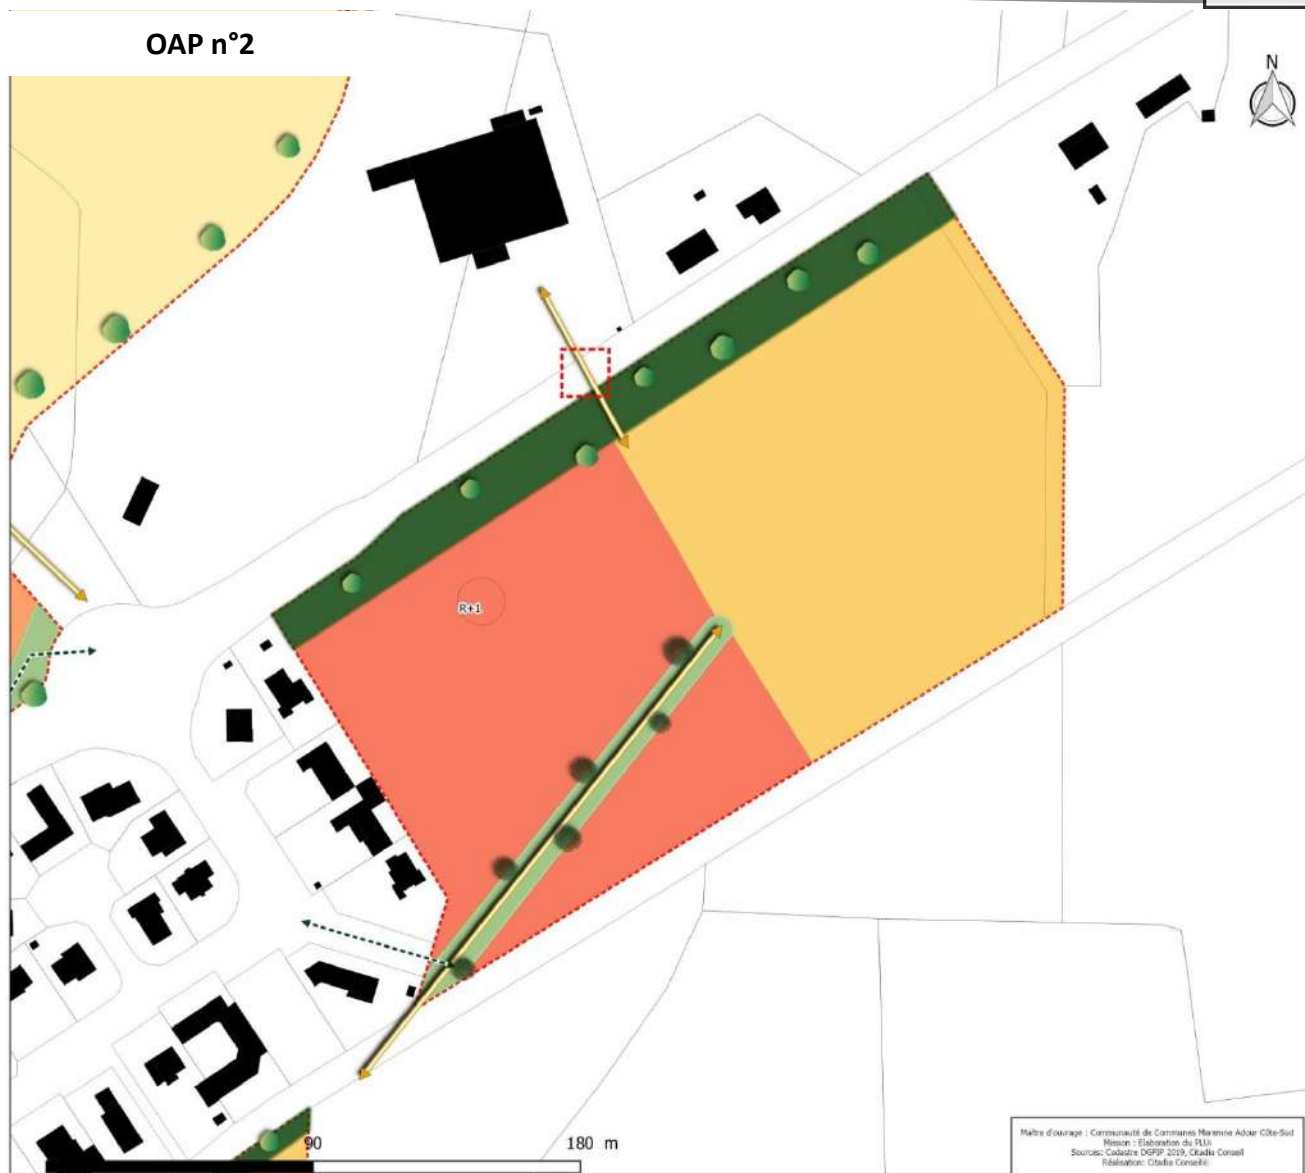 OAP n°2
N
R+1
90
180 m
Maître d'ouvrage : Communauté de Communes Maremne Adour Côte-Sud
Mission : Elaboration du PLUi
Sources: Cadastre DGFIP 2019, Citadia Conseil
Réalisation: Citadia Conseil